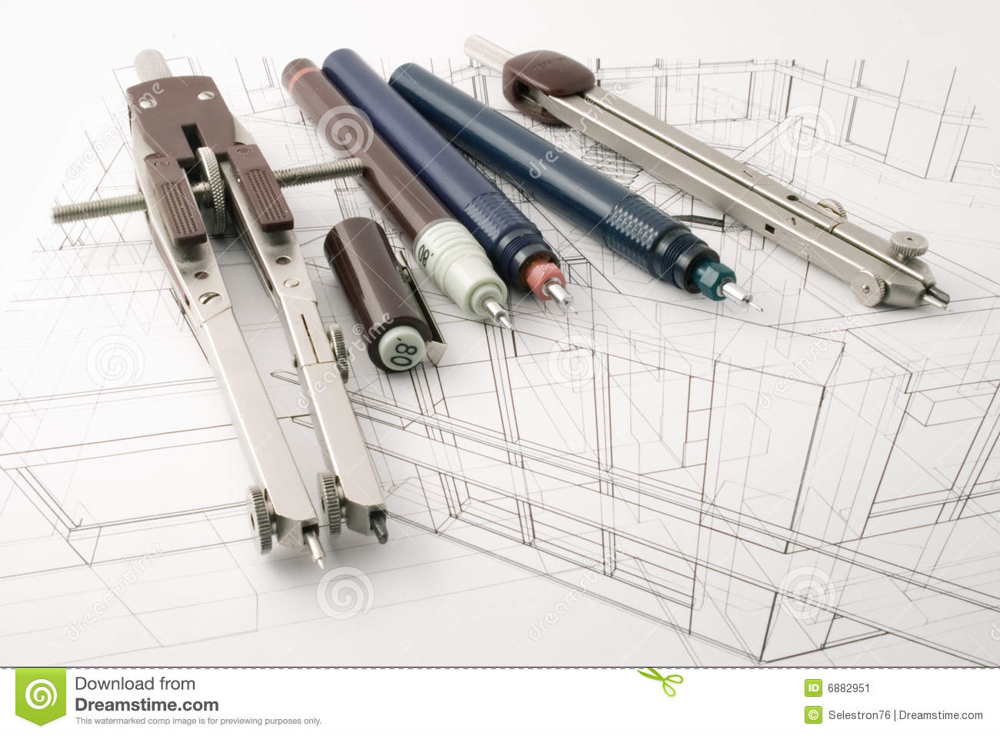 .80
.80
dreamstime
Download from
Dreamstime.com
This watermarked comp image is for previewing purposes only.
ID 6882951
© Selestron76 | Dreamstime.com